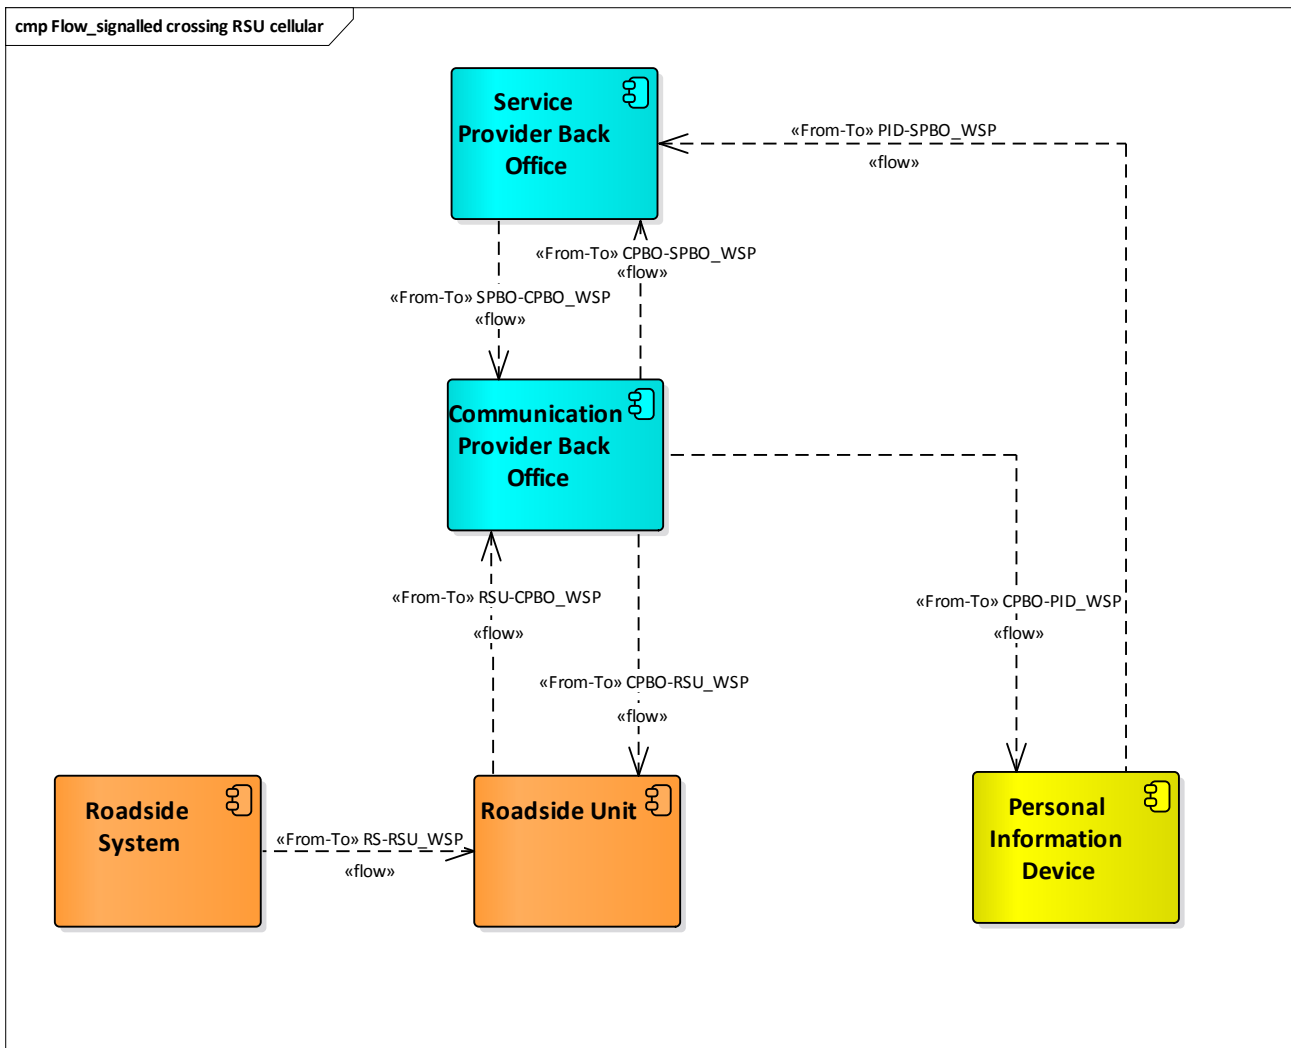 cmp Flow_signalled crossing RSU cellular
Service
Provider Back
Office
«From-To» PID-SPBO_WSP
«flow»
«From-To» CPBO-SPBO_WSP
«flow»
«From-To» SPBO-CPBO_WSP
«flow»
Communication
Provider Back
Office
«From-To» RSU-CPBO_WSP
«flow»
«From-To» CPBO-PID_WSP
«flow»
«From-To» CPBO-RSU_WSP
«flow»
Roadside
System
«From-To» RS-RSU_WSP
«flow»
Roadside Unit
Personal
Information
Device